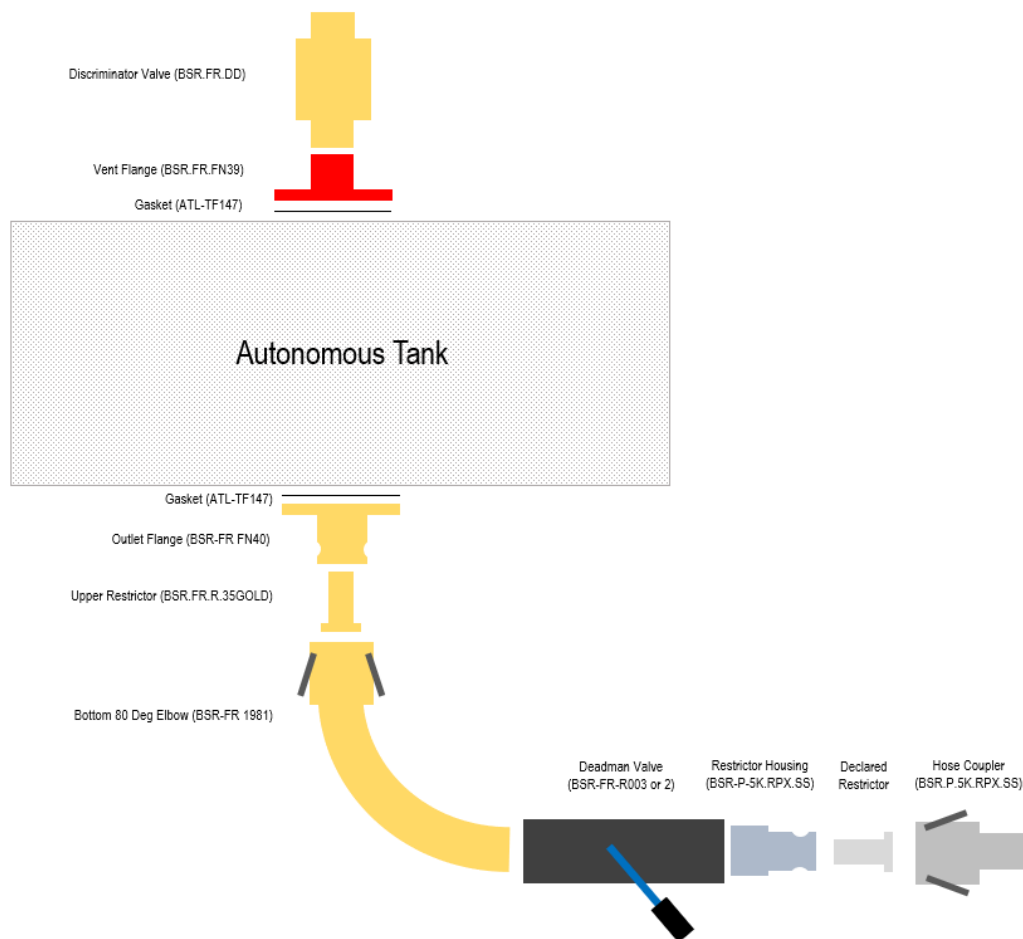 Discriminator Valve (BSR.FR.DD)
Vent Flange (BSR.FR.FN39)
Gasket (ATL-TF147)
Autonomous Tank
Gasket (ATL-TF147)
Outlet Flange (BSR-FR FN40)
Upper Restrictor (BSR.FR.R.35GOLD)
Bottom 80 Deg Elbow (BSR-FR 1981)
Deadman Valve
(BSR-FR-R003 or 2)
Restrictor Housing
(BSR-P-5K.RPX.SS)
Declared
Restrictor
Hose Coupler
(BSR.P.5K.RPX.SS)